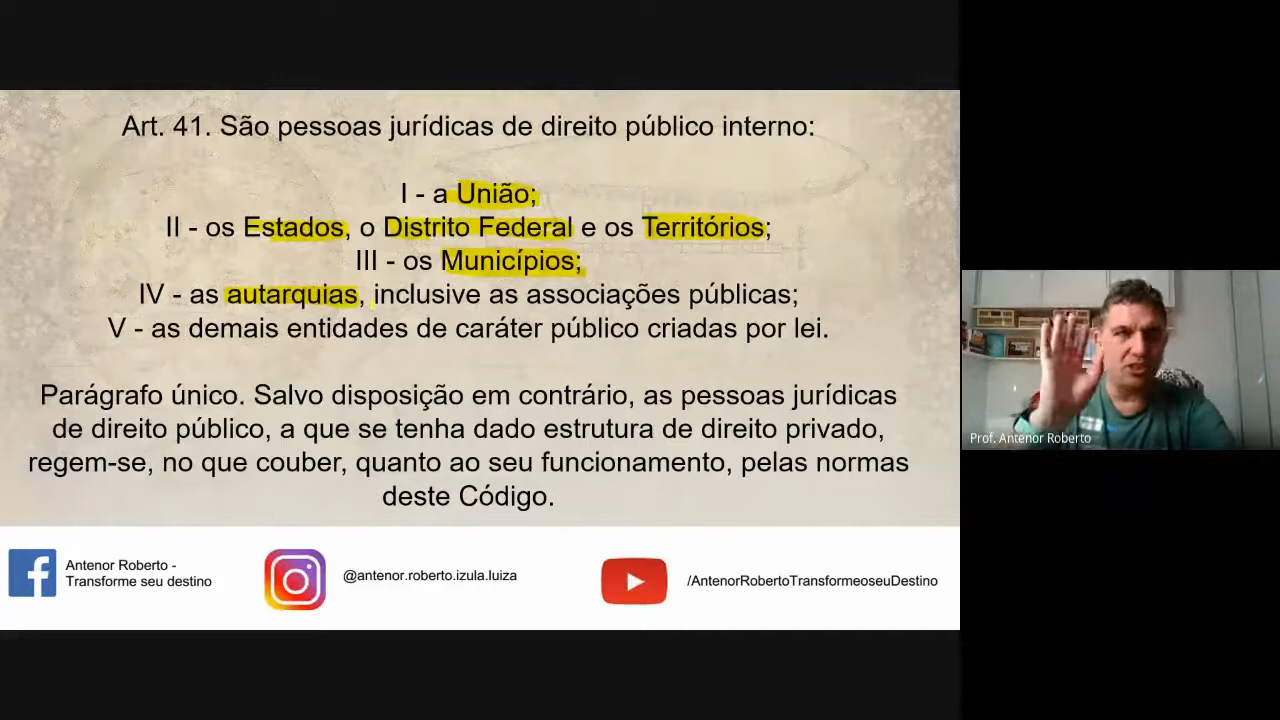 Art. 41. São pessoas jurídicas de direito público interno:
I - a União;
II - os Estados, o Distrito Federal e os Territórios;
III - os Municípios;
IV - as autarquias, inclusive as associações públicas;
V - as demais entidades de caráter público criadas por lei.
Parágrafo único. Salvo disposição em contrário, as pessoas jurídicas
de direito público, a que se tenha dado estrutura de direito privado,
regem-se, no que couber, quanto ao seu funcionamento, pelas normas
deste Código.
Antenor Roberto -
Transforme seu destino
@antenor.roberto.izula.luiza
/AntenorRobertoTransformeoseuDestino
Prof. Antenor Roberto